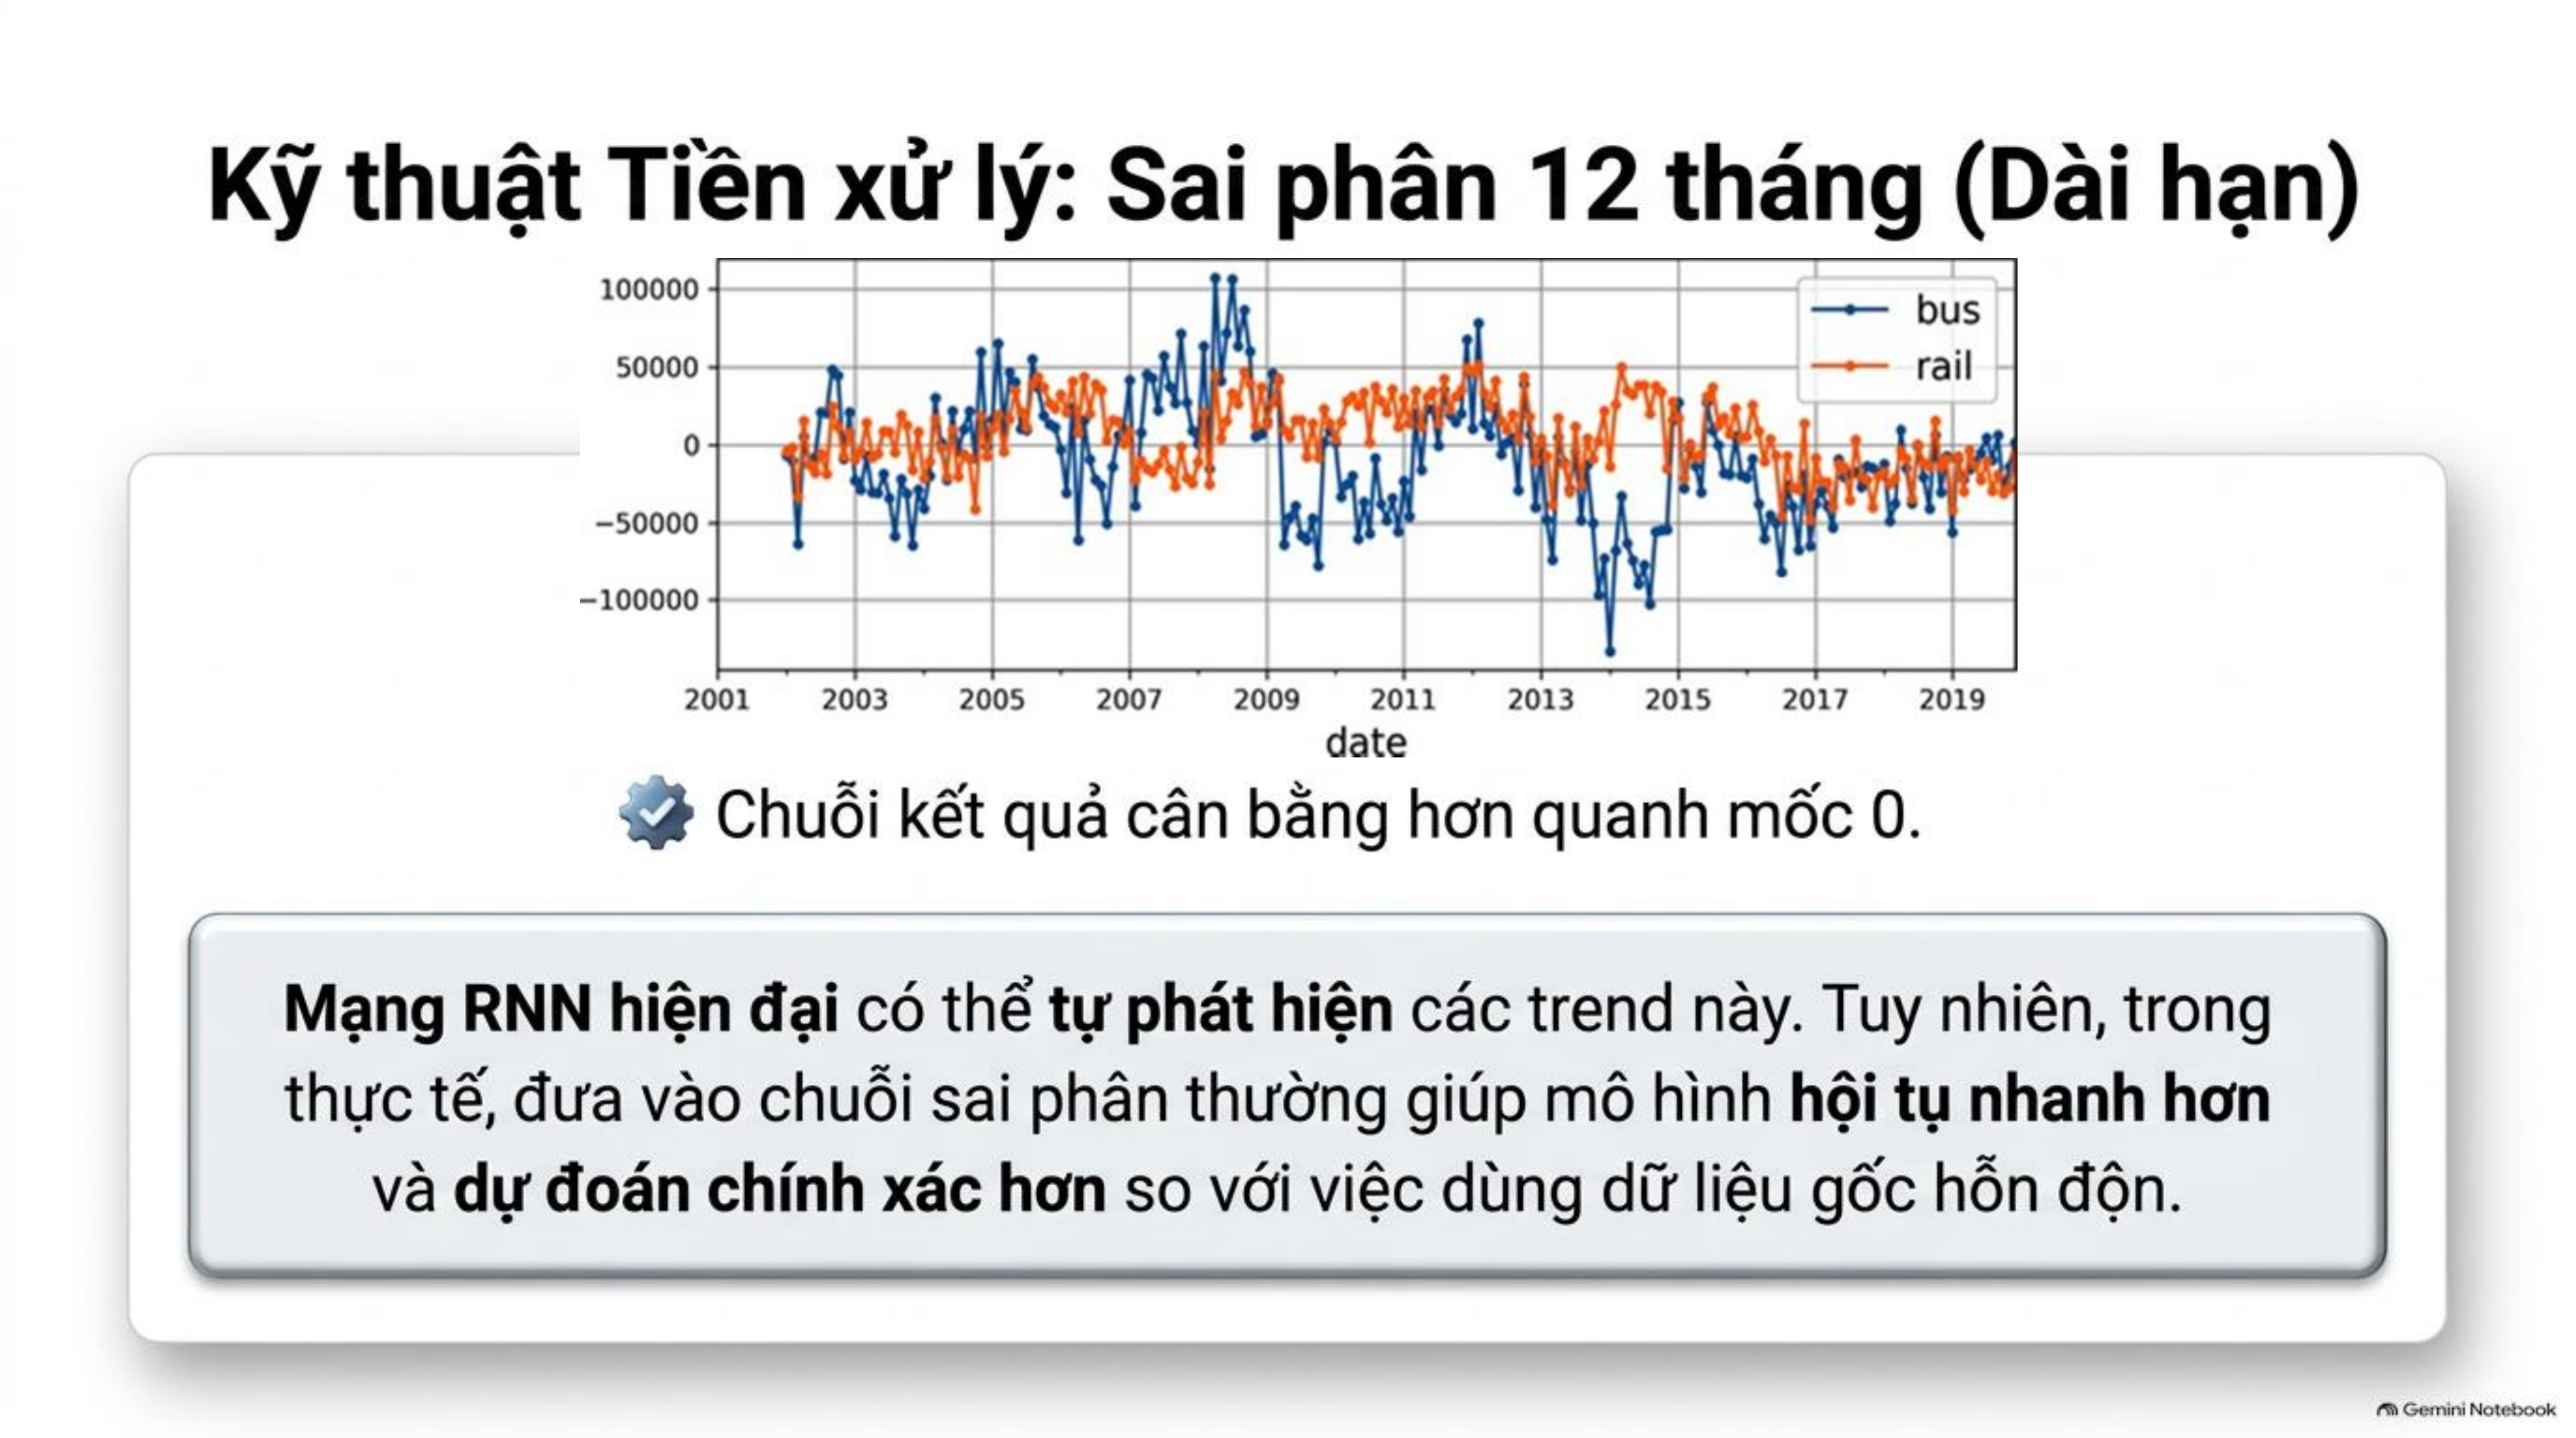 Kỹ thuật Tiền xử lý: Sai phân 12 tháng (Dài hạn)
100000
50000
0
−50000
−100000
bus
rail
2001 2003 2005 2007 2009 2011 2013 2015 2017 2019
date
Chuỗi kết quả cân bằng hơn quanh mốc 0.
Mạng RNN hiện đại có thể tự phát hiện các trend này. Tuy nhiên, trong
thực tế, đưa vào chuỗi sai phân thường giúp mô hình hội tụ nhanh hơn
và dự đoán chính xác hơn so với việc dùng dữ liệu gốc hỗn độn.
Gemini Notebook